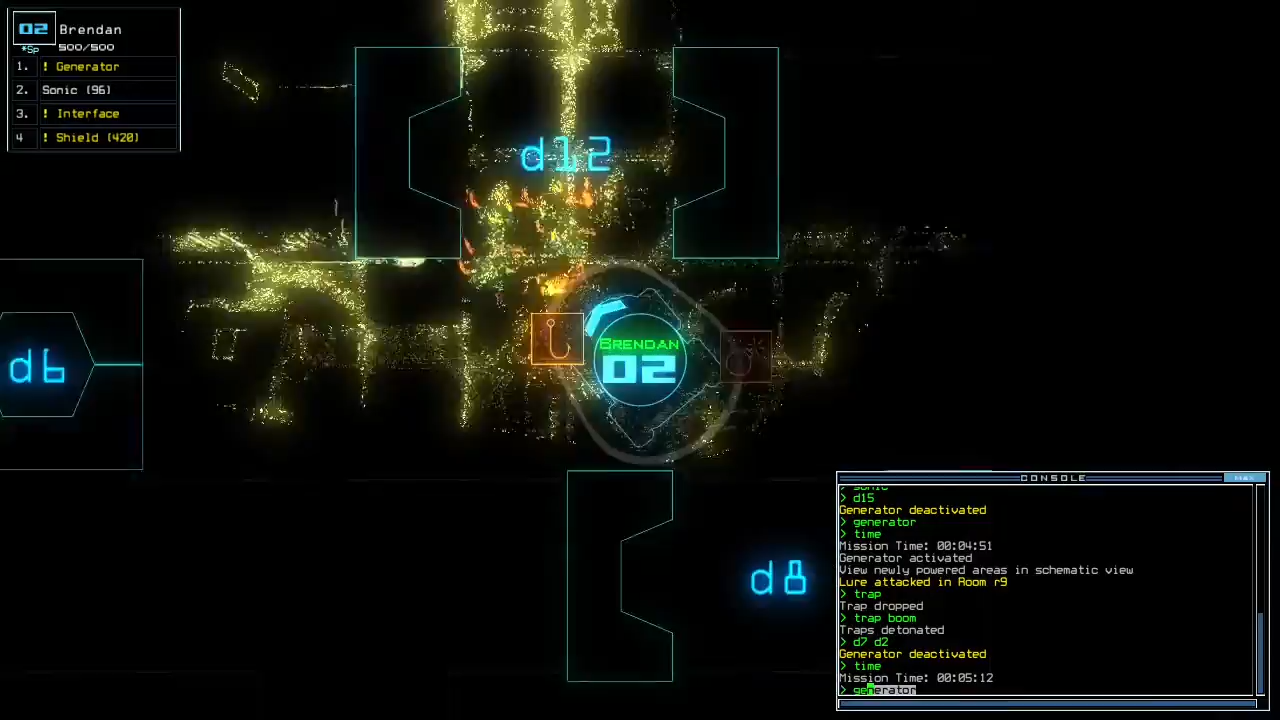 02 Brendan
*Sp 500/500
1. ! Generator
2. Sonic (96)
3. ! Interface
4 ! Shield (420)
d12
d6
BRENDAN
02
d8
CONSOLE
> sonic
> d15
Generator deactivated
> generator
> time
Mission Time: 00:04:51
Generator activated
View newly powered areas in schematic view
Lure attacked in Room r9
> trap
Trap dropped
> trap boom
Traps detonated
> d7 d2
Generator deactivated
> time
Mission Time: 00:05:12
> generator